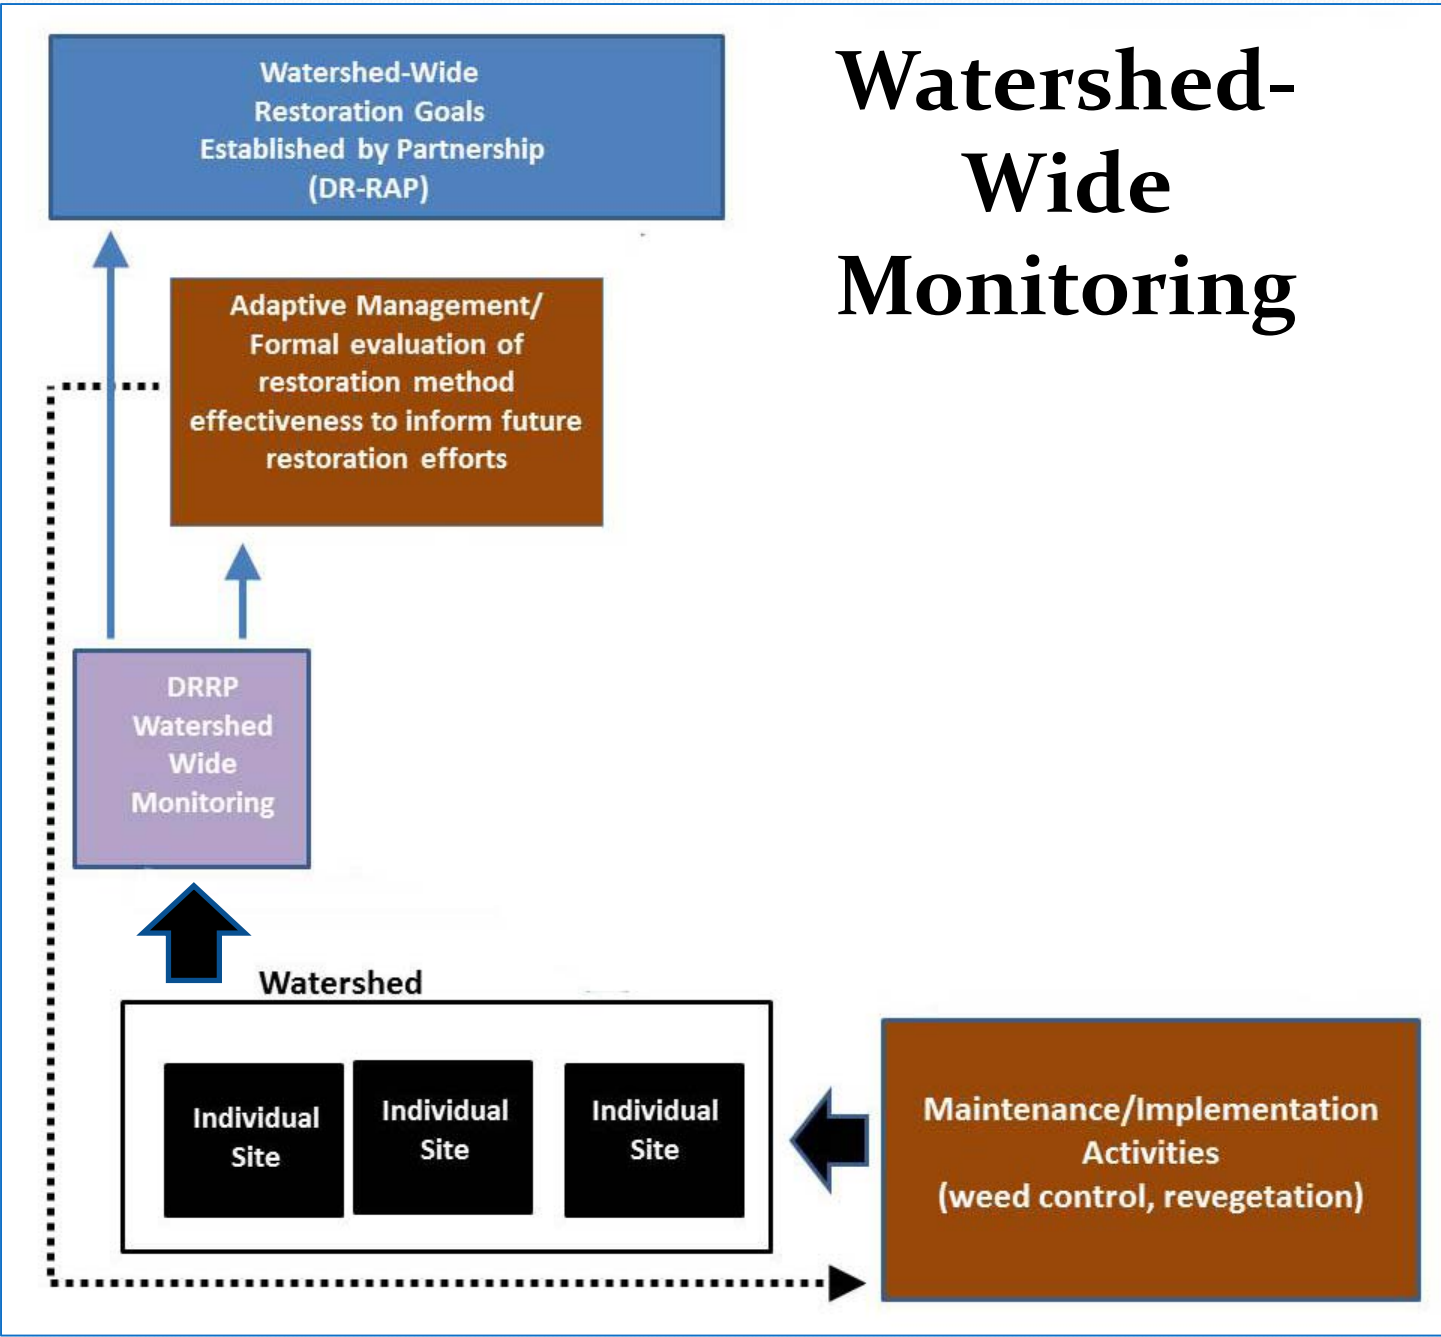 Watershed-
Wide
Monitoring
Watershed-Wide
Restoration Goals
Established by Partnership
(DR-RAP)
Adaptive Management/
Formal evaluation of
restoration method
effectiveness to inform future
restoration efforts
DRRP
Watershed
Wide
Monitoring
Watershed
Individual
Site
Individual
Site
Individual
Site
Maintenance/Implementation
Activities
(weed control, revegetation)